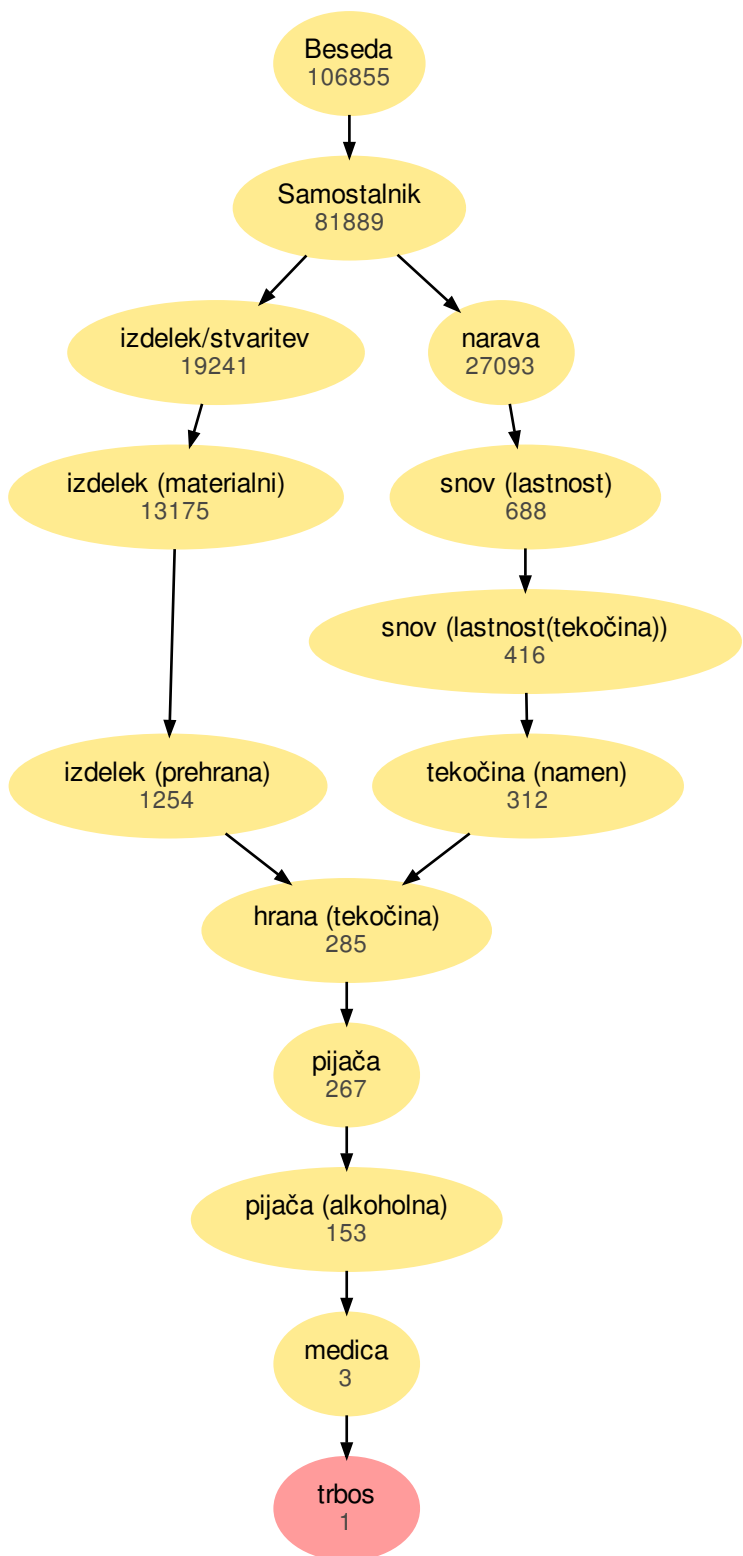 Beseda
106855
Samostalnik
81889
izdelek/stvaritev
19241
narava
27093
izdelek (materialni)
13175
snov (lastnost)
688
snov (lastnost(tekočina))
416
izdelek (prehrana)
1254
tekočina (namen)
312
hrana (tekočina)
285
pijača
267
pijača (alkoholna)
153
medica
3
trbos
1